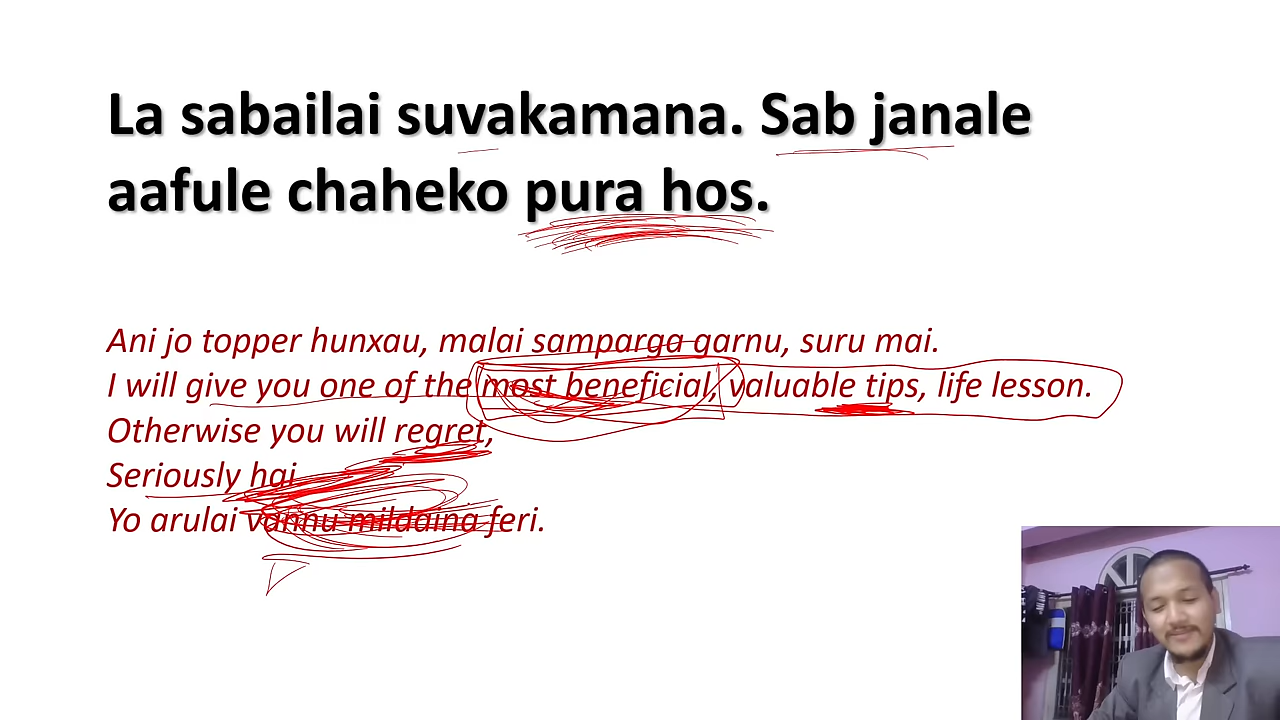 La sabailai suvakamana. Sab janale
aafule chaheko pura hos.
Ani jo topper hunxau, malai samparga garnu, suru mai.
I will give you one of the most beneficial, valuable tips, life lesson.
Otherwise you will regret,
Seriously hai
Yo arulai vannu mildaina feri.